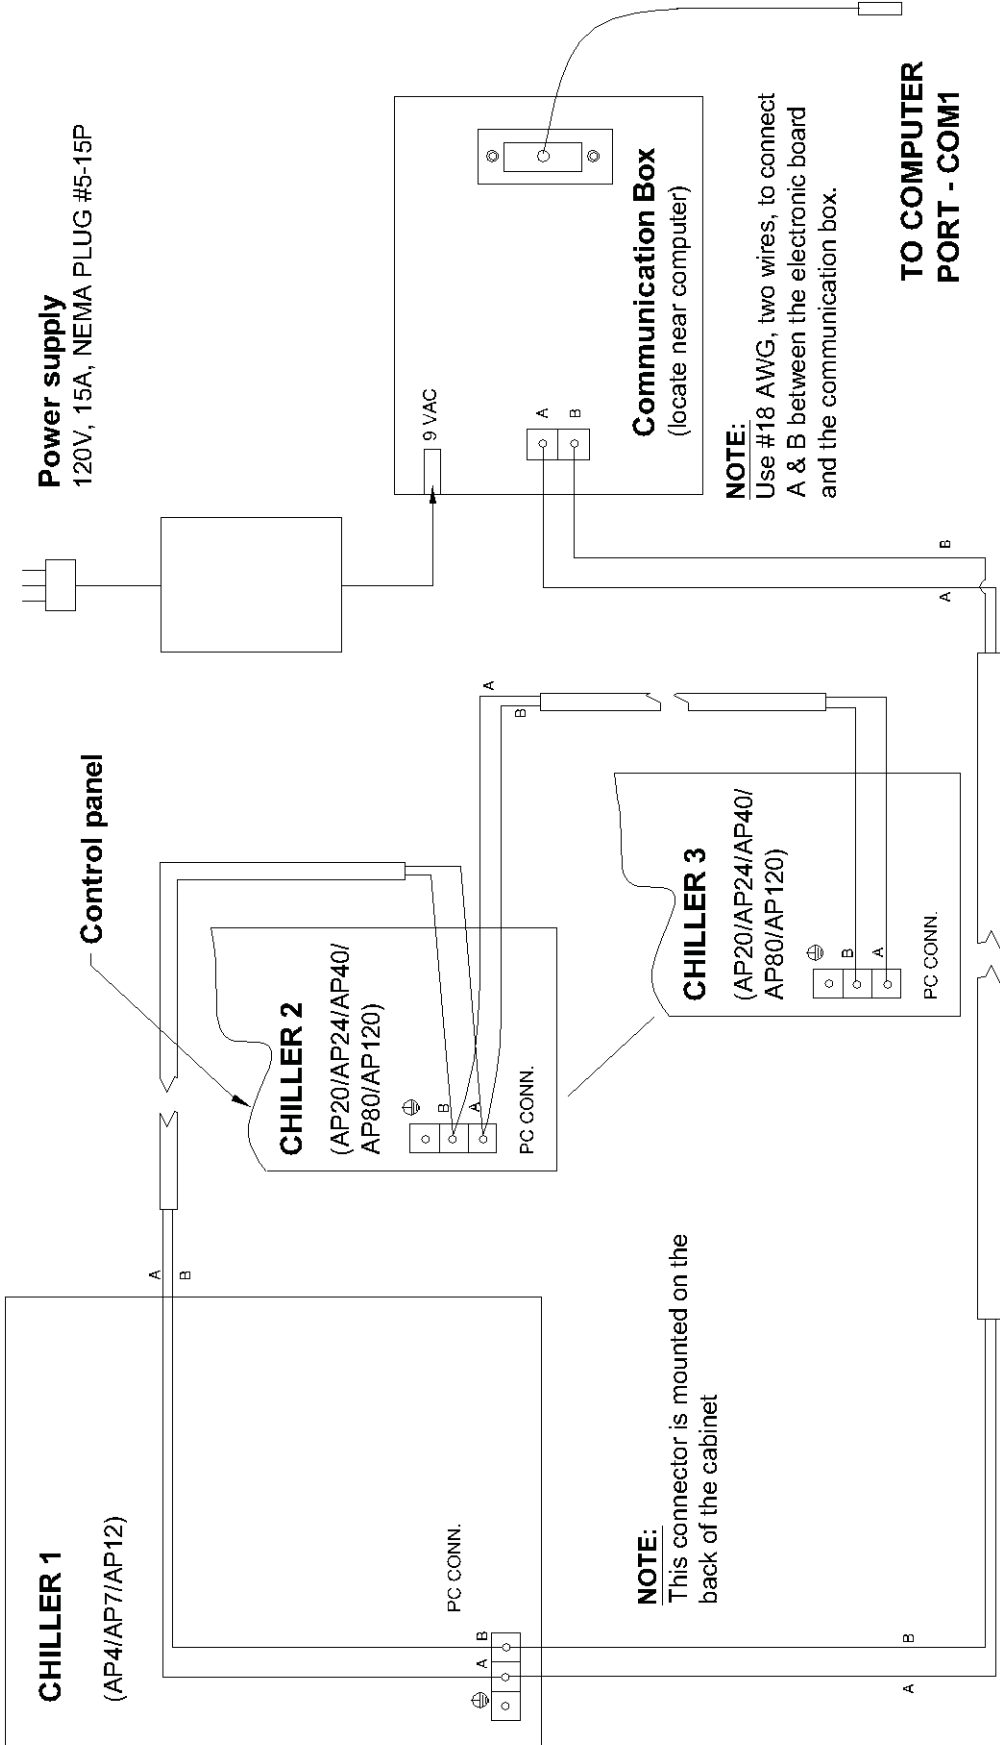 CHILLER 1
(AP4/AP7/AP12)
PC CONN.
A
B
A
B
A
B
NOTE:
This connector is mounted on the
back of the cabinet
Control panel
CHILLER 2
(AP20/AP24/AP40/
AP80/AP120)
B
A
PC CONN.
A
B
CHILLER 3
(AP20/AP24/AP40/
AP80/AP120)
B
A
PC CONN.
Power supply
120V, 15A, NEMA PLUG #5-15P
9 VAC
A
B
Communication Box
(locate near computer)
NOTE:
Use #18 AWG, two wires, to connect
A & B between the electronic board
and the communication box.
A
B
TO COMPUTER
PORT - COM1